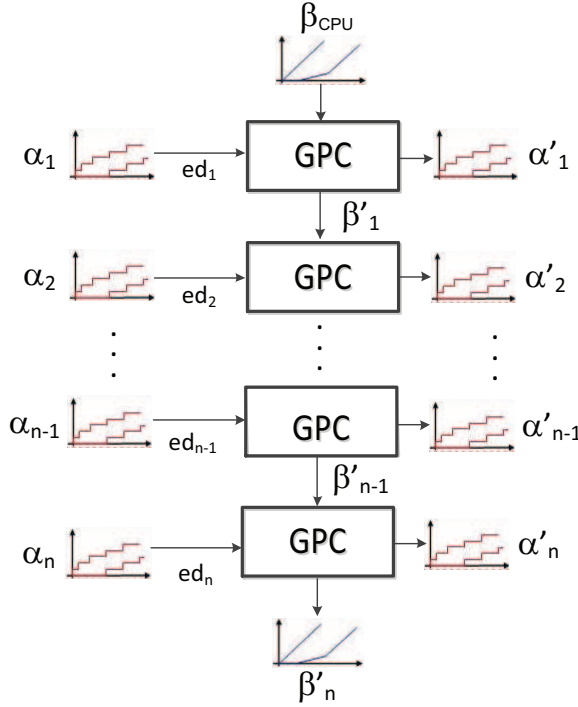 βCPU
α1
ed1
GPC
α'1
β'1
α2
ed2
GPC
α'2
αn-1
edn-1
GPC
α'n-1
β'n-1
αn
edn
GPC
α'n
β'n